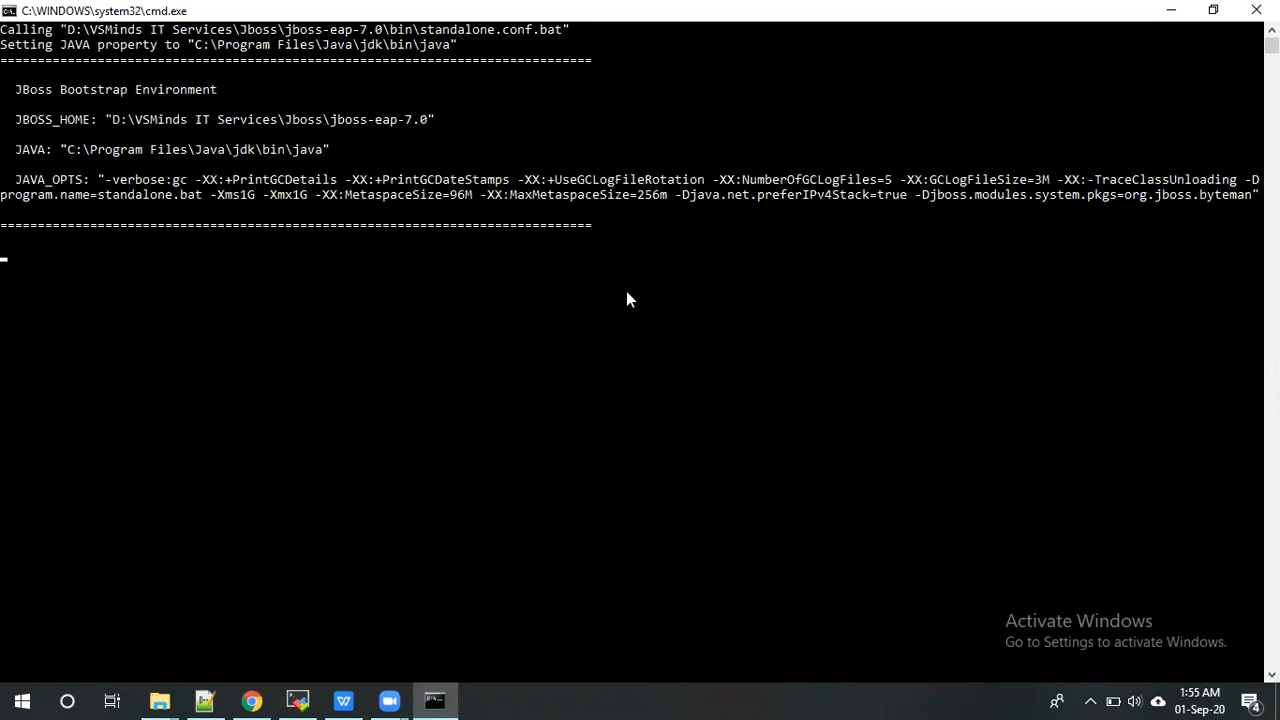 C:\WINDOWS\system32\cmd.exe
Calling "D:\VSMinds IT Services\Jboss\jboss-eap-7.0\bin\standalone.conf.bat"
Setting JAVA property to "C:\Program Files\Java\jdk\bin\java"
===============================================================================
JBoss Bootstrap Environment
JBOSS_HOME: "D:\VSMinds IT Services\Jboss\jboss-eap-7.0"
JAVA: "C:\Program Files\Java\jdk\bin\java"
JAVA_OPTS: "-verbose:gc -XX:+PrintGCDetails -XX:+PrintGCDateStamps -XX:+UseGCLogFileRotation -XX:NumberOfGCLogFiles=5 -XX:GCLogFileSize=3M -XX:-TraceClassUnloading -D
program.name=standalone.bat -Xms1G -Xmx1G -XX:MetaspaceSize=96M -XX:MaxMetaspaceSize=256m -Djava.net.preferIPv4Stack=true -Djboss.modules.system.pkgs=org.jboss.byteman"
===============================================================================
Activate Windows
Go to Settings to activate Windows.
1:55 AM
01-Sep-20
4